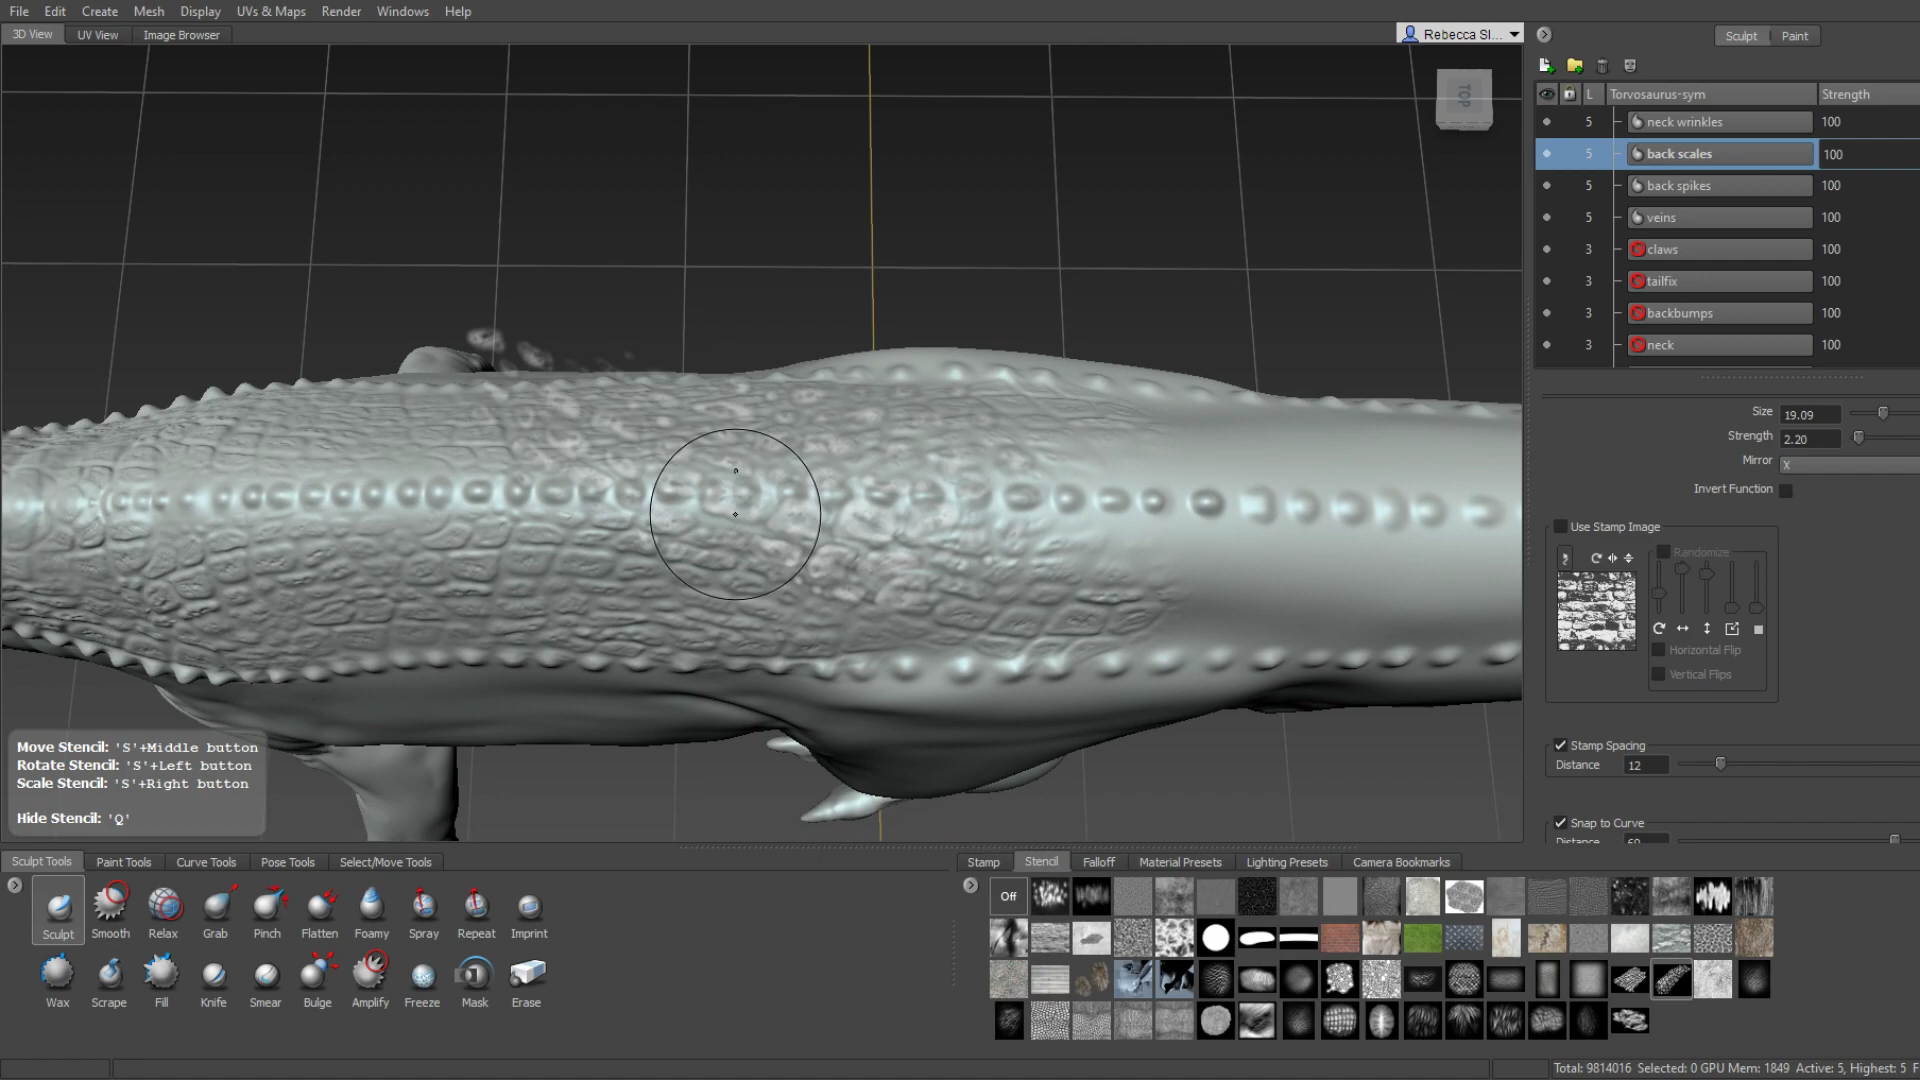 File Edit Create Mesh Display UVs & Maps Render Windows Help
3D View UV View Image Browser
Rebecca Sl...
Sculpt Paint
TOP
L Torvosaurus-sym Strength
5 neck wrinkles 100
5 back scales 100
5 back spikes 100
5 veins 100
3 claws 100
3 tailfix 100
3 backbumps 100
3 neck 100
Size 19.09
Strength 2.20
Mirror X
Invert Function
Use Stamp Image
Randomize
Horizontal Flip
Vertical Flips
Stamp Spacing
Distance 12
Snap to Curve
Distance 60
Move Stencil: 'S'+Middle button
Rotate Stencil: 'S'+Left button
Scale Stencil: 'S'+Right button
Hide Stencil: 'Q'
Sculpt Tools Paint Tools Curve Tools Pose Tools Select/Move Tools
Sculpt Smooth Relax Grab Pinch Flatten Foamy Spray Repeat Imprint
Wax Scrape Fill Knife Smear Bulge Amplify Freeze Mask Erase
Stamp Stencil Falloff Material Presets Lighting Presets Camera Bookmarks
Off
Total: 9814016 Selected: 0 GPU Mem: 1849 Active: 5, Highest: 5 F